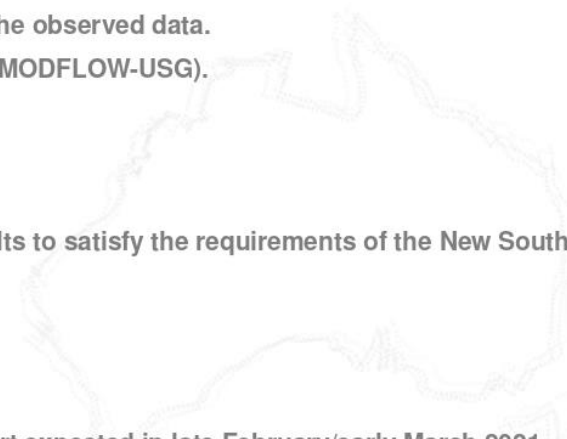 he observed data.
MODFLOW-USG).
lts to satisfy the requirements of the New South
rt expected in late February/early March 2021